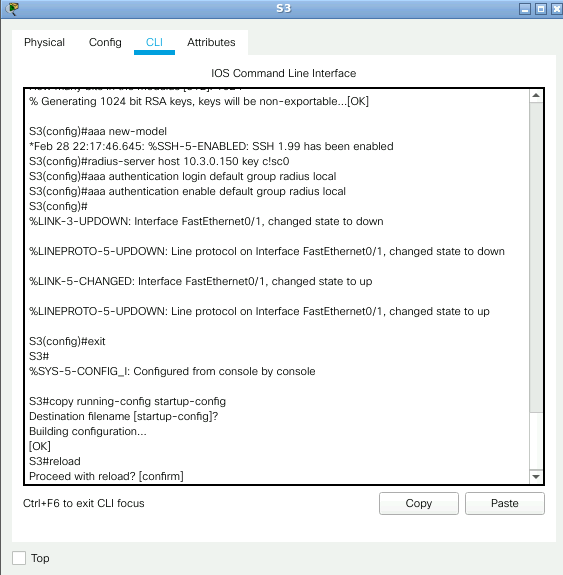 S3
Physical Config CLI Attributes
IOS Command Line Interface
% Generating 1024 bit RSA keys, keys will be non-exportable...[OK]
S3(config)#aaa new-model
*Feb 28 22:17:46.645: %SSH-5-ENABLED: SSH 1.99 has been enabled
S3(config)#radius-server host 10.3.0.150 key c!sc0
S3(config)#aaa authentication login default group radius local
S3(config)#aaa authentication enable default group radius local
S3(config)#
%LINK-3-UPDOWN: Interface FastEthernet0/1, changed state to down
%LINEPROTO-5-UPDOWN: Line protocol on Interface FastEthernet0/1, changed state to down
%LINK-5-CHANGED: Interface FastEthernet0/1, changed state to up
%LINEPROTO-5-UPDOWN: Line protocol on Interface FastEthernet0/1, changed state to up
S3(config)#exit
S3#
%SYS-5-CONFIG_I: Configured from console by console
S3#copy running-config startup-config
Destination filename [startup-config]?
Building configuration...
[OK]
S3#reload
Proceed with reload? [confirm]
Ctrl+F6 to exit CLI focus
Copy Paste
Top